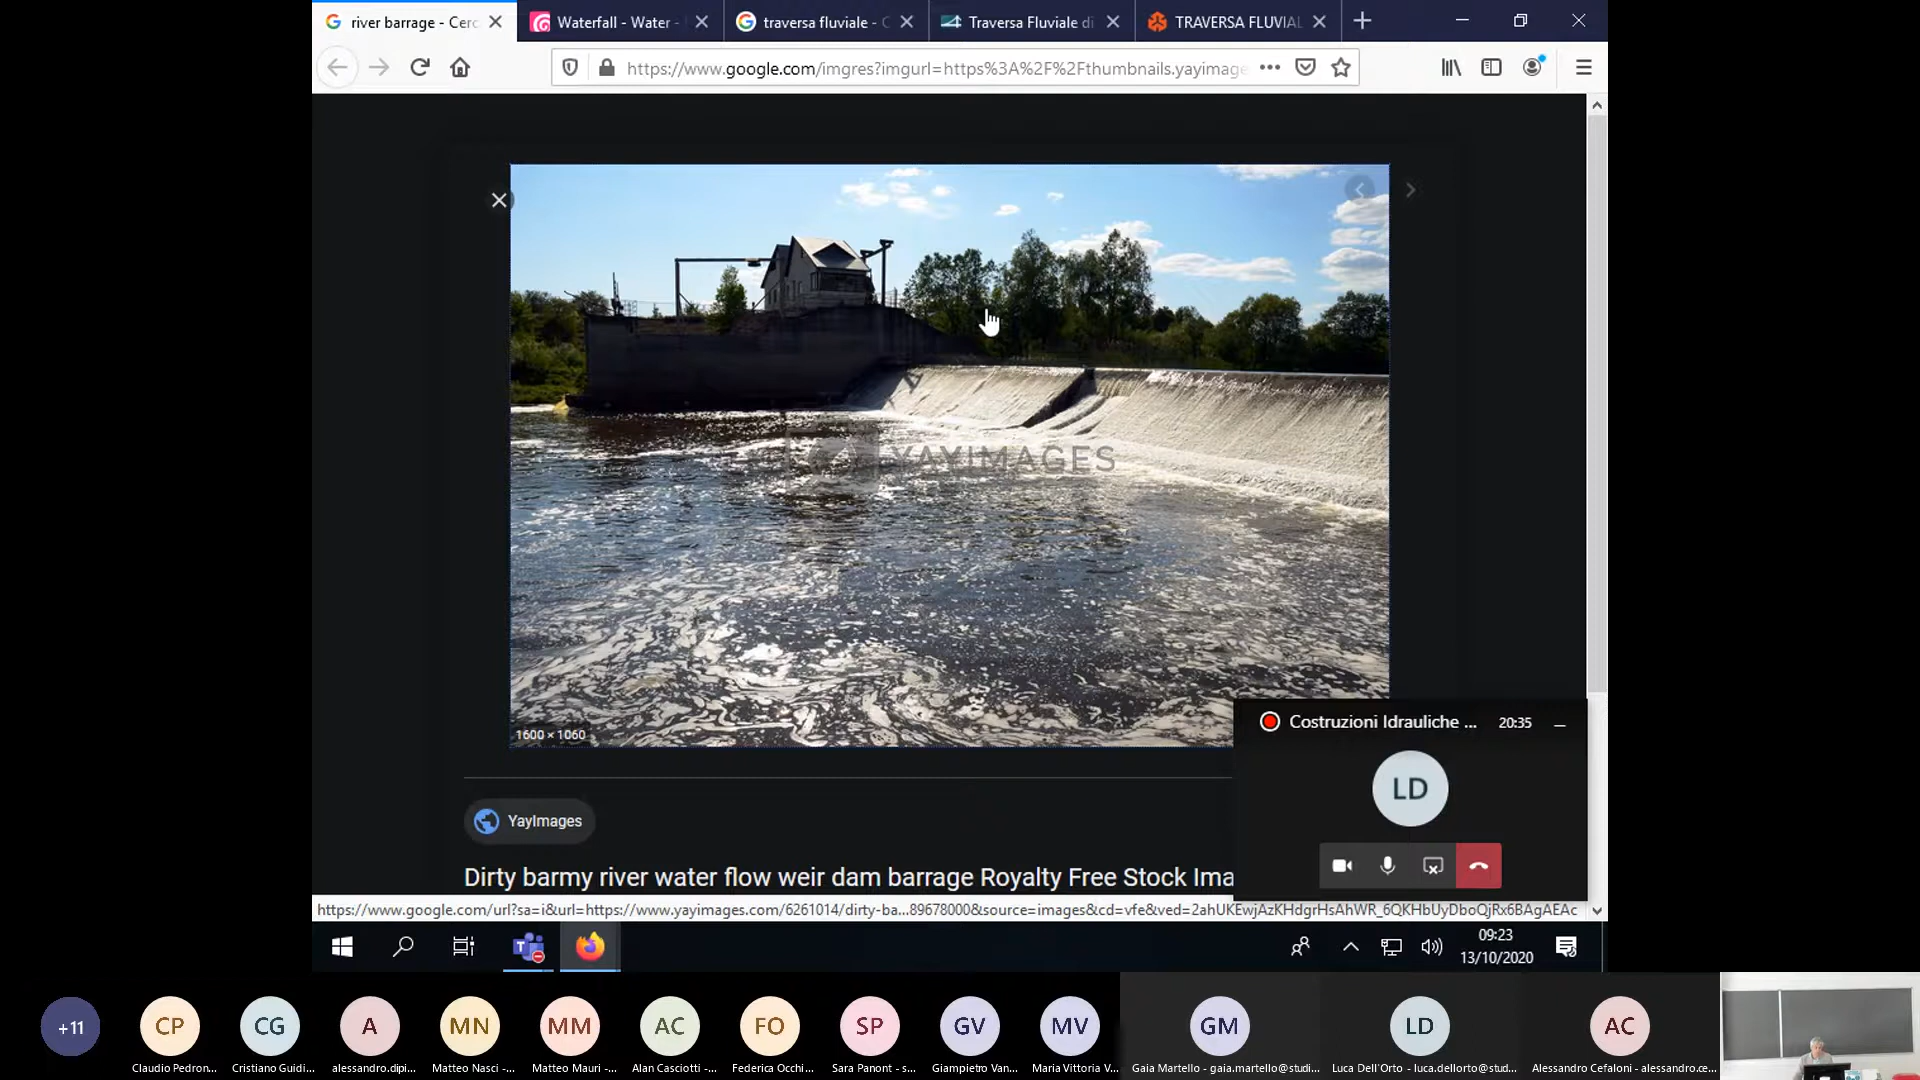 river barrage - Cerc
Waterfall - Water -
traversa fluviale - C
Traversa Fluviale di
TRAVERSA FLUVIAL
https://www.google.com/imgres?imgurl=https%3A%2F%2Fthumbnails.yayimage
YAYIMAGES
1600 × 1060
Costruzioni Idrauliche ...
20:35
LD
YayImages
Dirty barmy river water flow weir dam barrage Royalty Free Stock Ima
https://www.google.com/url?sa=i&url=https://www.yayimages.com/6261014/dirty-ba...89678000&source=images&cd=vfe&ved=2ahUKEwjAzKHdgrHsAhWR_6QKHbUyDboQjRx6BAgAEAc
09:23
13/10/2020
+11
CP
CG
A
MN
MM
AC
FO
SP
GV
MV
GM
LD
AC
Claudio Pedron...
Cristiano Guidi...
alessandro.dipi...
Matteo Nasci -...
Matteo Mauri -...
Alan Casciotti -...
Federica Occhi...
Sara Panont - s...
Giampietro Van...
Maria Vittoria V...
Gaia Martello - gaia.martello@studi...
Luca Dell'Orto - luca.dellorto@stud...
Alessandro Cefaloni - alessandro.ce...